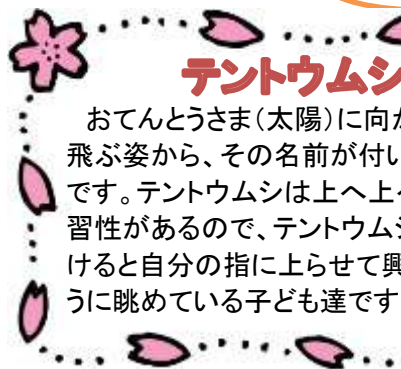 テントウムシ
おてんとうさま（太陽）に向か
飛ぶ姿から、その名前が付い
です。テントウムシは上へ上へ
習性があるので、テントウムシ
けると自分の指に上らせて興
うに眺めている子ども達です